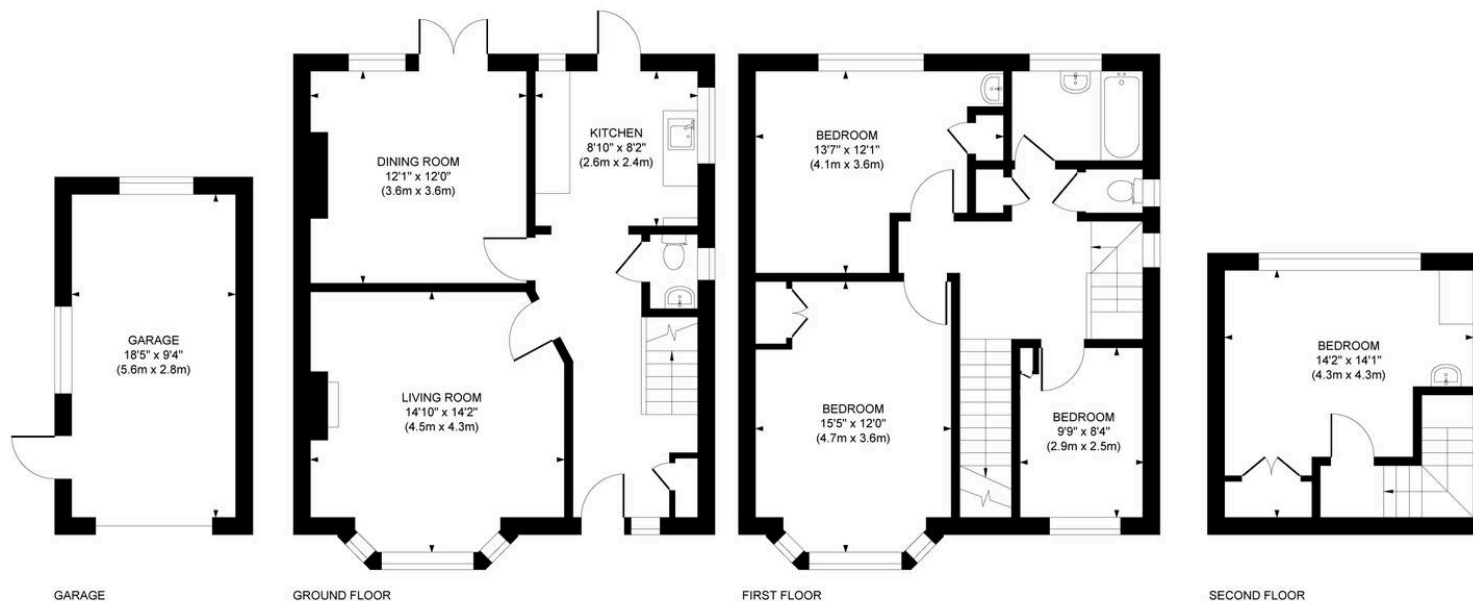 GARAGE
18'5" x 9'4"
(5.6m x 2.8m)
GARAGE
DINING ROOM
12'1" x 12'0"
(3.6m x 3.6m)
KITCHEN
8'10" x 8'2"
(2.6m x 2.4m)
LIVING ROOM
14'10" x 14'2"
(4.5m x 4.3m)
GROUND FLOOR
BEDROOM
13'7" x 12'1"
(4.1m x 3.6m)
BEDROOM
15'5" x 12'0"
(4.7m x 3.6m)
BEDROOM
9'9" x 8'4"
(2.9m x 2.5m)
FIRST FLOOR
BEDROOM
14'2" x 14'1"
(4.3m x 4.3m)
SECOND FLOOR